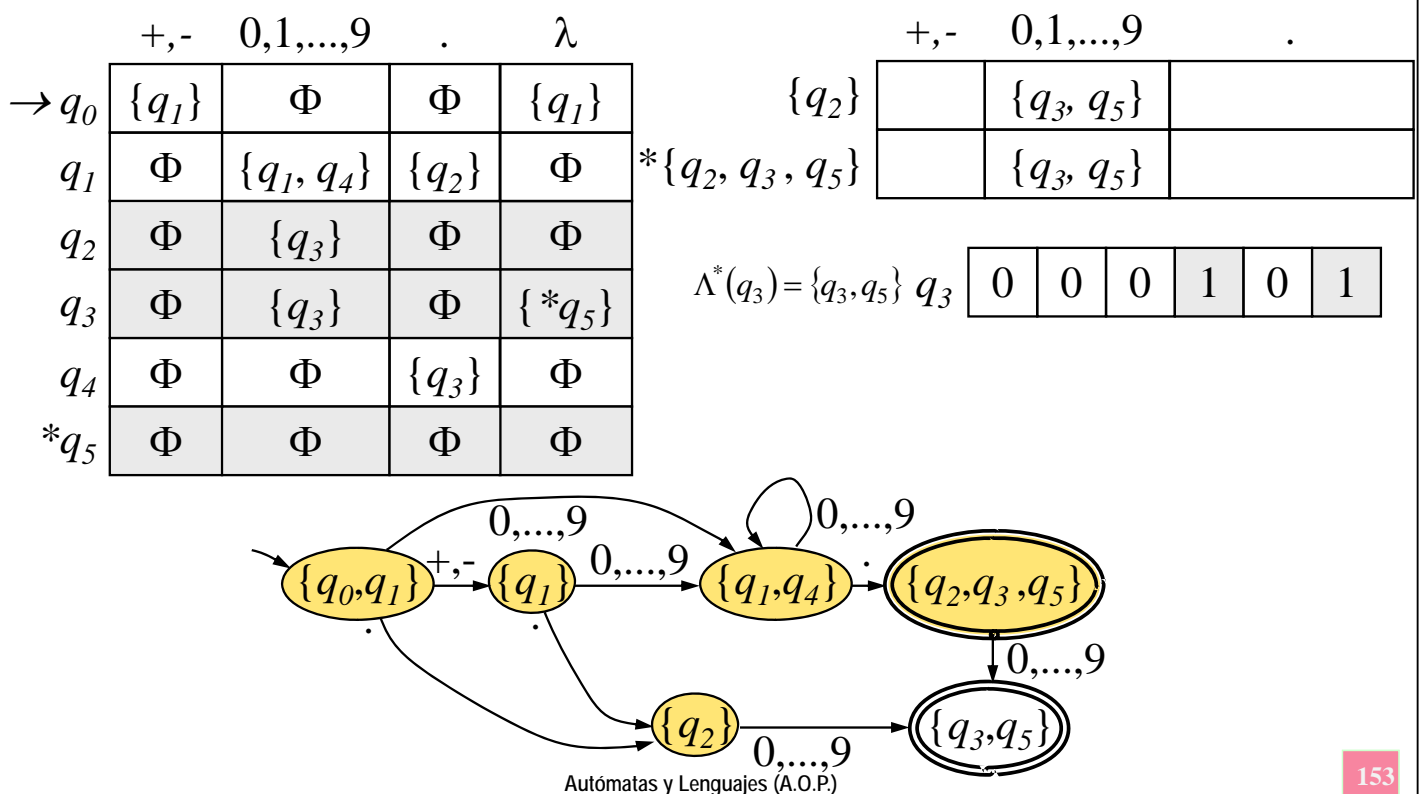 +,- 0,1,...,9 . λ
→ q0 {q1} Φ Φ {q1}
q1 Φ {q1, q4} {q2} Φ
q2 Φ {q3} Φ Φ
q3 Φ {q3} Φ {*q5}
q4 Φ Φ {q3} Φ
*q5 Φ Φ Φ Φ
+,- 0,1,...,9 .
{q2} {q3, q5}
*{q2, q3 , q5} {q3, q5}
Λ*(q3) = {q3,q5} q3 0 0 0 1 0 1
0,...,9 0,...,9
+,- 0,...,9 .
{q0,q1} {q1} {q1,q4} {q2,q3 ,q5}
. . 0,...,9
{q2} {q3,q5}
0,...,9
Autómatas y Lenguajes (A.O.P.) 153